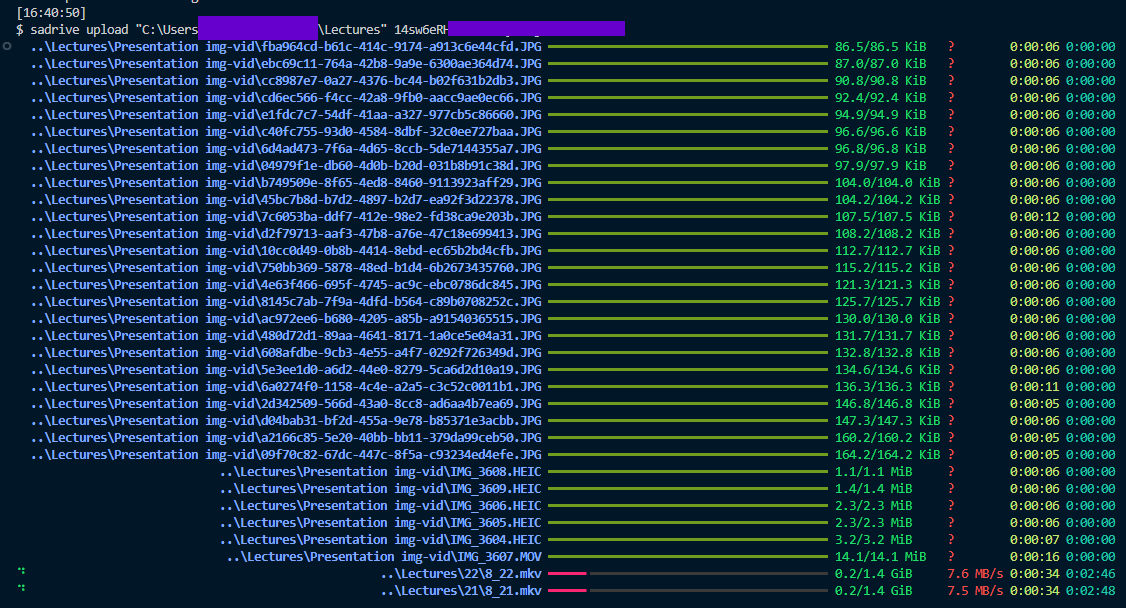 [16:40:50]
$ sadrive upload "C:\Users \Lectures" 14sw6eRH
..\Lectures\Presentation img-vid\fba964cd-b61c-414c-9174-a913c6e44cfd.JPG 86.5/86.5 KiB ? 0:00:06 0:00:00
..\Lectures\Presentation img-vid\ebc69c11-764a-42b8-9a9e-6300ae364d74.JPG 87.0/87.0 KiB ? 0:00:06 0:00:00
..\Lectures\Presentation img-vid\cc8987e7-0a27-4376-bc44-b02f631b2db3.JPG 90.8/90.8 KiB ? 0:00:06 0:00:00
..\Lectures\Presentation img-vid\cd6ec566-f4cc-42a8-9fb0-aacc9ae0ec66.JPG 92.4/92.4 KiB ? 0:00:06 0:00:00
..\Lectures\Presentation img-vid\e1fdc7c7-54df-41aa-a327-977cb5c86660.JPG 94.9/94.9 KiB ? 0:00:06 0:00:00
..\Lectures\Presentation img-vid\c40fc755-93d0-4584-8dbf-32c0ee727baa.JPG 96.6/96.6 KiB ? 0:00:06 0:00:00
..\Lectures\Presentation img-vid\6d4ad473-7f6a-4d65-8ccb-5de7144355a7.JPG 96.8/96.8 KiB ? 0:00:06 0:00:00
..\Lectures\Presentation img-vid\04979f1e-db60-4d0b-b20d-031b8b91c38d.JPG 97.9/97.9 KiB ? 0:00:06 0:00:00
..\Lectures\Presentation img-vid\b749509e-8f65-4ed8-8460-9113923aff29.JPG 104.0/104.0 KiB ? 0:00:06 0:00:00
..\Lectures\Presentation img-vid\45bc7b8d-b7d2-4897-b2d7-ea92f3d22378.JPG 104.2/104.2 KiB ? 0:00:06 0:00:00
..\Lectures\Presentation img-vid\7c6053ba-ddf7-412e-98e2-fd38ca9e203b.JPG 107.5/107.5 KiB ? 0:00:12 0:00:00
..\Lectures\Presentation img-vid\d2f79713-aaf3-47b8-a76e-47c18e699413.JPG 108.2/108.2 KiB ? 0:00:06 0:00:00
..\Lectures\Presentation img-vid\10cc0d49-0b8b-4414-8ebd-ec65b2bd4cfb.JPG 112.7/112.7 KiB ? 0:00:06 0:00:00
..\Lectures\Presentation img-vid\750bb369-5878-48ed-b1d4-6b2673435760.JPG 115.2/115.2 KiB ? 0:00:06 0:00:00
..\Lectures\Presentation img-vid\4e63f466-695f-4745-ac9c-ebc0786dc845.JPG 121.3/121.3 KiB ? 0:00:06 0:00:00
..\Lectures\Presentation img-vid\8145c7ab-7f9a-4dfd-b564-c89b0708252c.JPG 125.7/125.7 KiB ? 0:00:06 0:00:00
..\Lectures\Presentation img-vid\ac972ee6-b680-4205-a85b-a91540365515.JPG 130.0/130.0 KiB ? 0:00:06 0:00:00
..\Lectures\Presentation img-vid\480d72d1-89aa-4641-8171-1a0ce5e04a31.JPG 131.7/131.7 KiB ? 0:00:06 0:00:00
..\Lectures\Presentation img-vid\608afdbe-9cb3-4e55-a4f7-0292f726349d.JPG 132.8/132.8 KiB ? 0:00:06 0:00:00
..\Lectures\Presentation img-vid\5e3ee1d0-a6d2-44e0-8279-5ca6d2d10a19.JPG 134.6/134.6 KiB ? 0:00:06 0:00:00
..\Lectures\Presentation img-vid\6a0274f0-1158-4c4e-a2a5-c3c52c0011b1.JPG 136.3/136.3 KiB ? 0:00:11 0:00:00
..\Lectures\Presentation img-vid\2d342509-566d-43a0-8cc8-ad6aa4b7ea69.JPG 146.8/146.8 KiB ? 0:00:05 0:00:00
..\Lectures\Presentation img-vid\d04bab31-bf2d-455a-9e78-b85371e3acbb.JPG 147.3/147.3 KiB ? 0:00:06 0:00:00
..\Lectures\Presentation img-vid\a2166c85-5e20-40bb-bb11-379da99ceb50.JPG 160.2/160.2 KiB ? 0:00:05 0:00:00
..\Lectures\Presentation img-vid\09f70c82-67dc-447c-8f5a-c93234ed4efe.JPG 164.2/164.2 KiB ? 0:00:05 0:00:00
..\Lectures\Presentation img-vid\IMG_3608.HEIC 1.1/1.1 MiB ? 0:00:06 0:00:00
..\Lectures\Presentation img-vid\IMG_3609.HEIC 1.4/1.4 MiB ? 0:00:06 0:00:00
..\Lectures\Presentation img-vid\IMG_3606.HEIC 2.3/2.3 MiB ? 0:00:06 0:00:00
..\Lectures\Presentation img-vid\IMG_3605.HEIC 2.3/2.3 MiB ? 0:00:06 0:00:00
..\Lectures\Presentation img-vid\IMG_3604.HEIC 3.2/3.2 MiB ? 0:00:07 0:00:00
..\Lectures\Presentation img-vid\IMG_3607.MOV 14.1/14.1 MiB ? 0:00:16 0:00:00
..\Lectures\22\8_22.mkv 0.2/1.4 GiB 7.6 MB/s 0:00:34 0:02:46
..\Lectures\21\8_21.mkv 0.2/1.4 GiB 7.5 MB/s 0:00:34 0:02:48